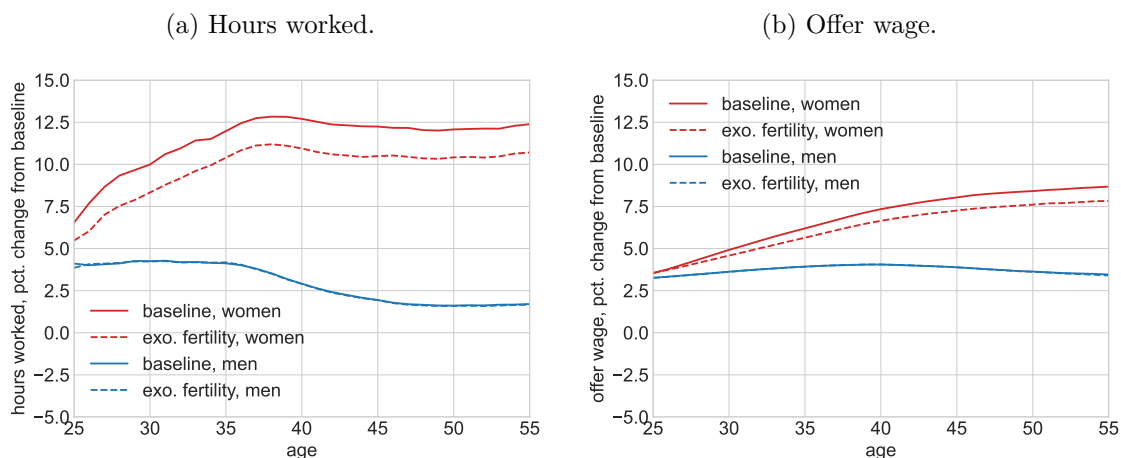 (a) Hours worked.
hours worked, pct. change from baseline
15.0
12.5
10.0
7.5
5.0
2.5
0.0
−2.5
−5.0
baseline, women
exo. fertility, women
baseline, men
exo. fertility, men
25 30 35 40 45 50 55
age
(b) Offer wage.
offer wage, pct. change from baseline
15.0
12.5
10.0
7.5
5.0
2.5
0.0
−2.5
−5.0
baseline, women
exo. fertility, women
baseline, men
exo. fertility, men
25 30 35 40 45 50 55
age